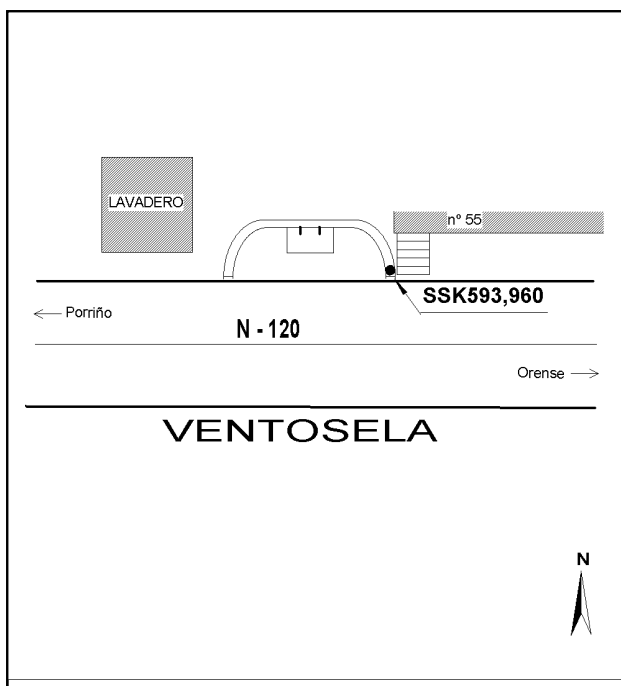 LAVADERO
nº 55
SSK593,960
← Porriño
N - 120
Orense →
VENTOSELA
N